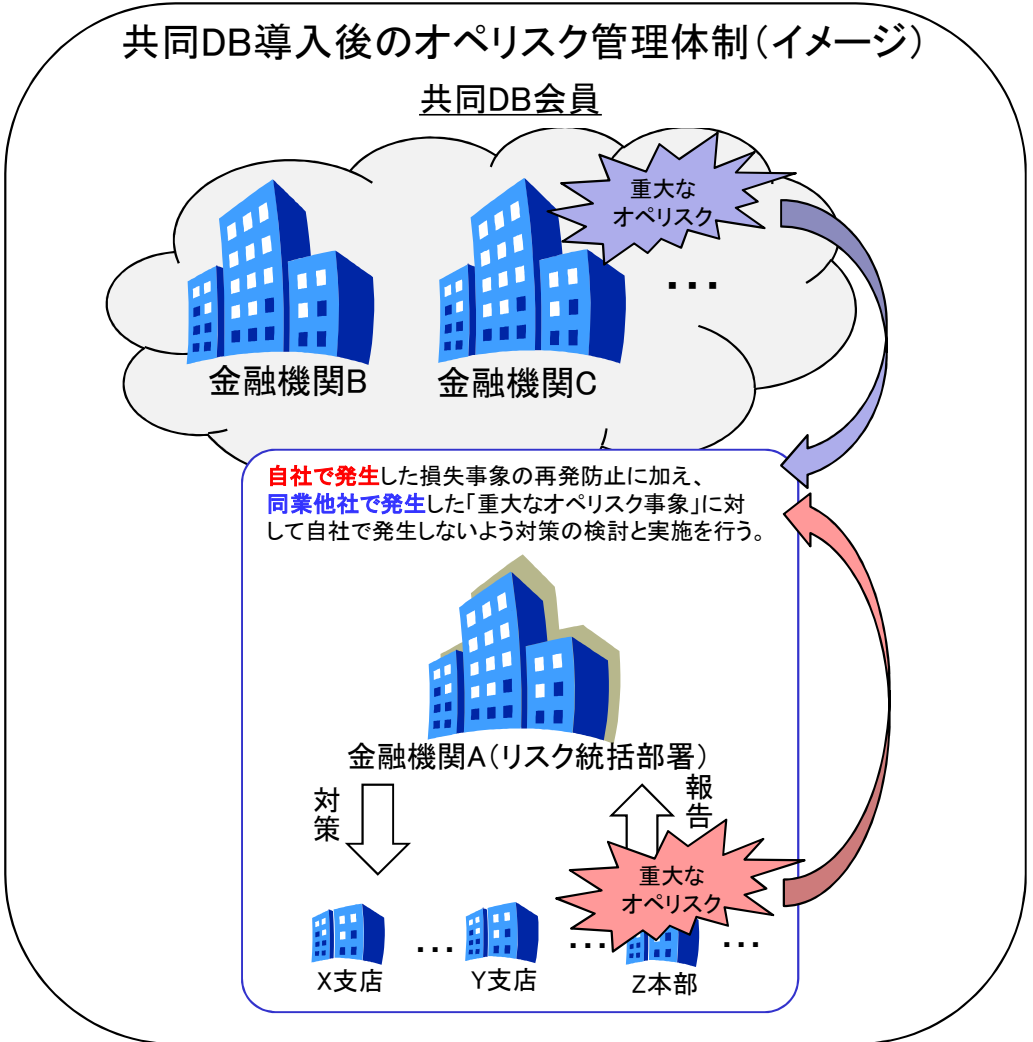 共同DB導入後のオペリスク管理体制(イメージ)
共同DB会員
重大な
オペリスク
…
金融機関B
金融機関C
自社で発生した損失事象の再発防止に加え、
同業他社で発生した「重大なオペリスク事象」に対
して自社で発生しないよう対策の検討と実施を行う。
金融機関A(リスク統括部署)
対策
報告
重大な
オペリスク
… … …
X支店
Y支店
Z本部